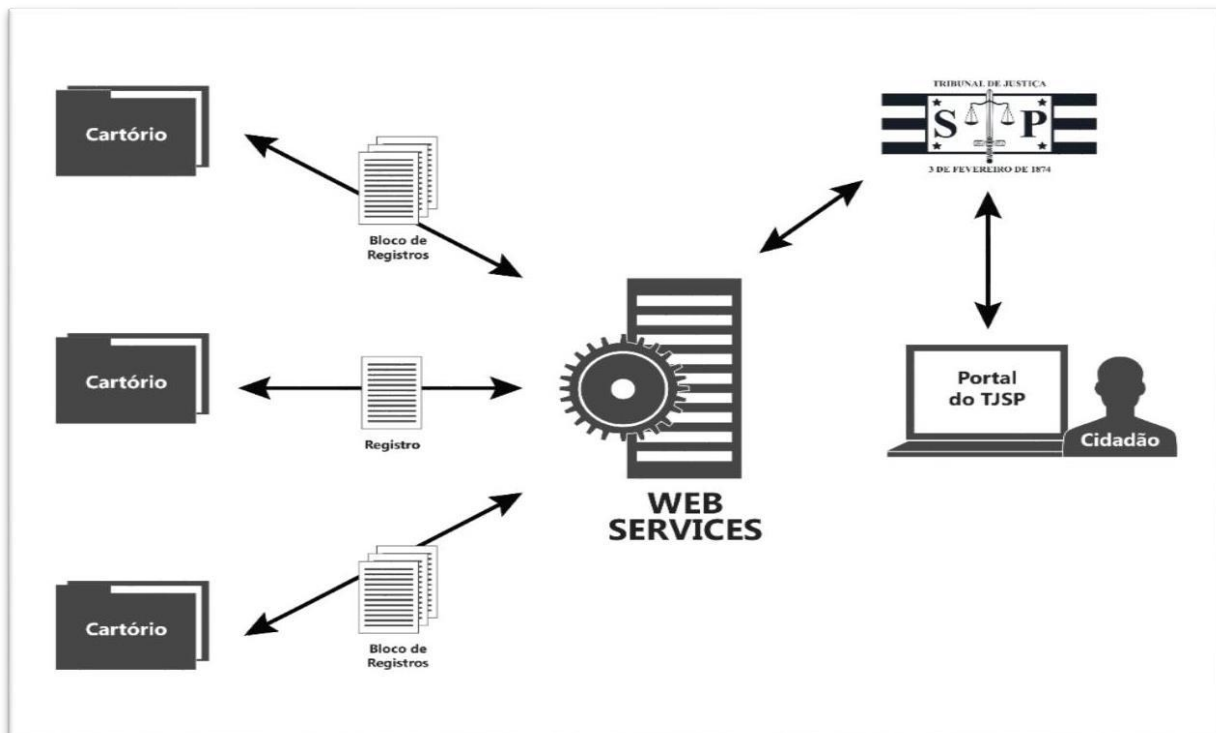 Cartório
Bloco de
Registros
Cartório
Registro
Cartório
Bloco de
Registros
WEB
SERVICES
TRIBUNAL DE JUSTIÇA
S P
3 DE FEVEREIRO DE 1874
Portal
do TJSP
Cidadão